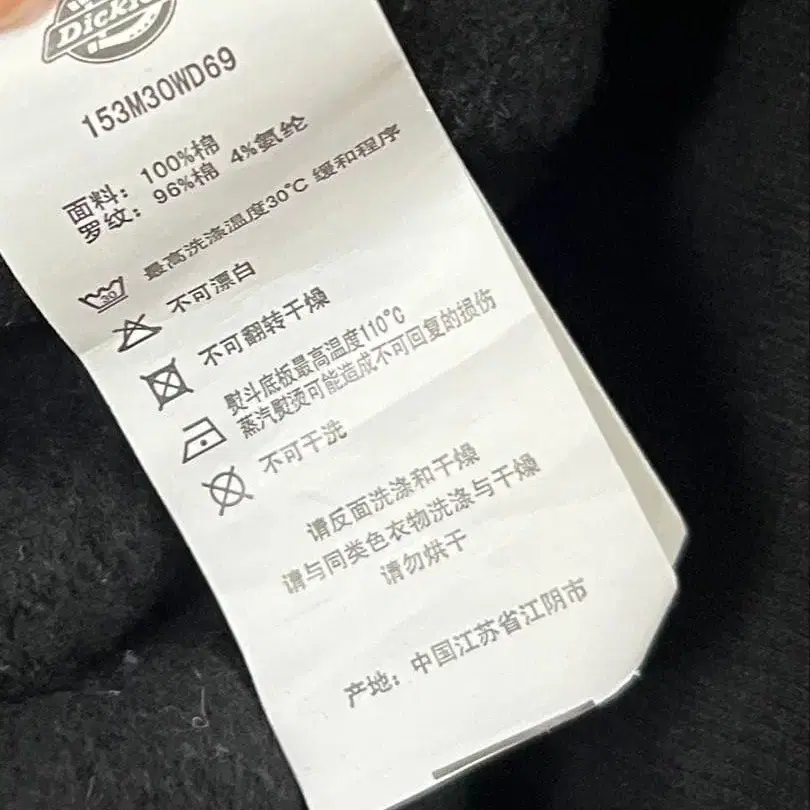 Dickies
153M30WD69
面料：100%棉
罗纹：96%棉 4%氨纶
最高洗涤温度30°C 缓和程序
30
不可漂白
不可翻转干燥
熨斗底板最高温度110°C
蒸汽熨烫可能造成不可回复的损伤
不可干洗
请反面洗涤和干燥
请与同类色衣物洗涤与干燥
请勿烘干
产地：中国江苏省江阴市